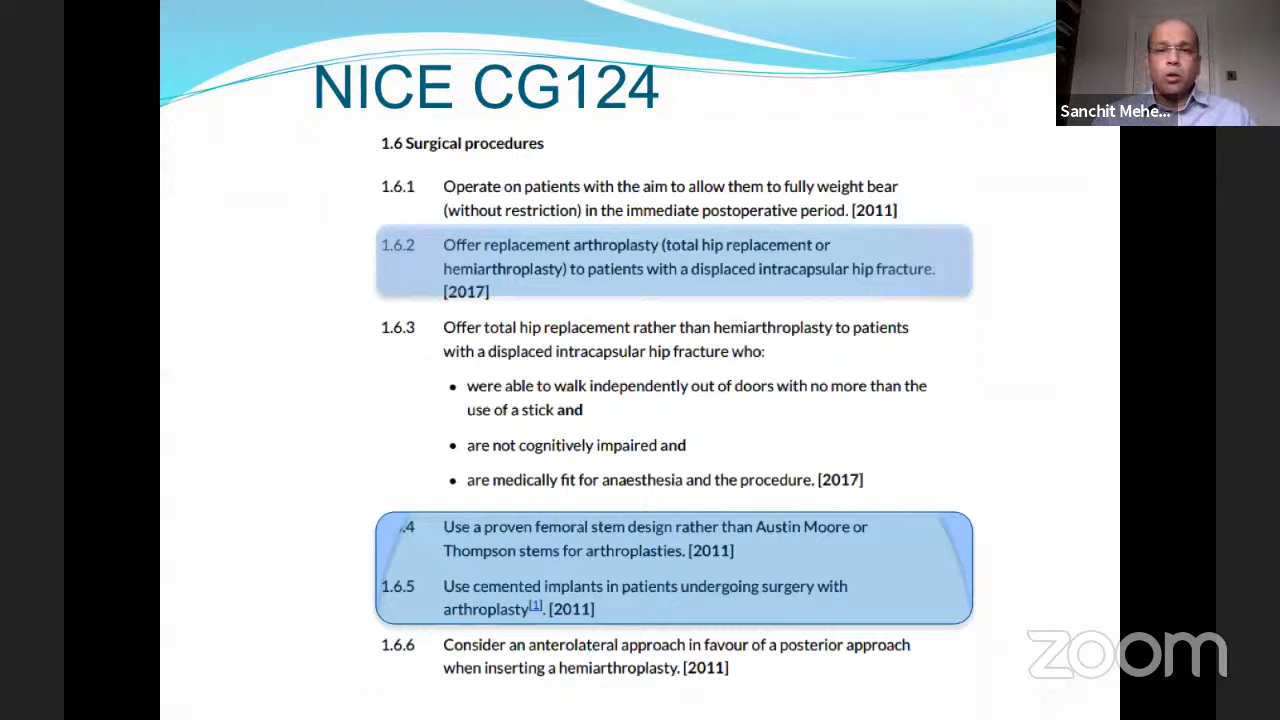 NICE CG124
Sanchit Mehe...
1.6 Surgical procedures
1.6.1 Operate on patients with the aim to allow them to fully weight bear
(without restriction) in the immediate postoperative period. [2011]
1.6.2 Offer replacement arthroplasty (total hip replacement or
hemiarthroplasty) to patients with a displaced intracapsular hip fracture.
[2017]
1.6.3 Offer total hip replacement rather than hemiarthroplasty to patients
with a displaced intracapsular hip fracture who:
• were able to walk independently out of doors with no more than the
use of a stick and
• are not cognitively impaired and
• are medically fit for anaesthesia and the procedure. [2017]
.4 Use a proven femoral stem design rather than Austin Moore or
Thompson stems for arthroplasties. [2011]
1.6.5 Use cemented implants in patients undergoing surgery with
arthroplasty[1]. [2011]
1.6.6 Consider an anterolateral approach in favour of a posterior approach
when inserting a hemiarthroplasty. [2011]
zoom